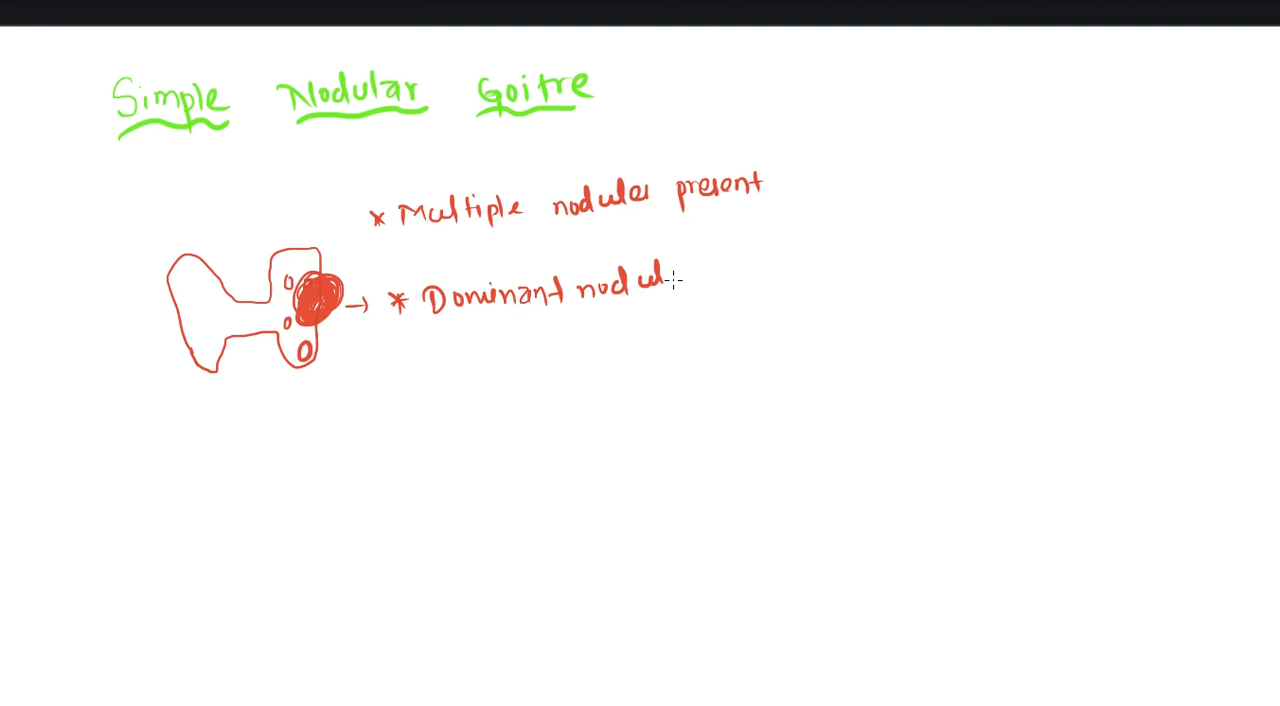 Simple Nodular Goitre
* Multiple nodules present
→ * Dominant nodul